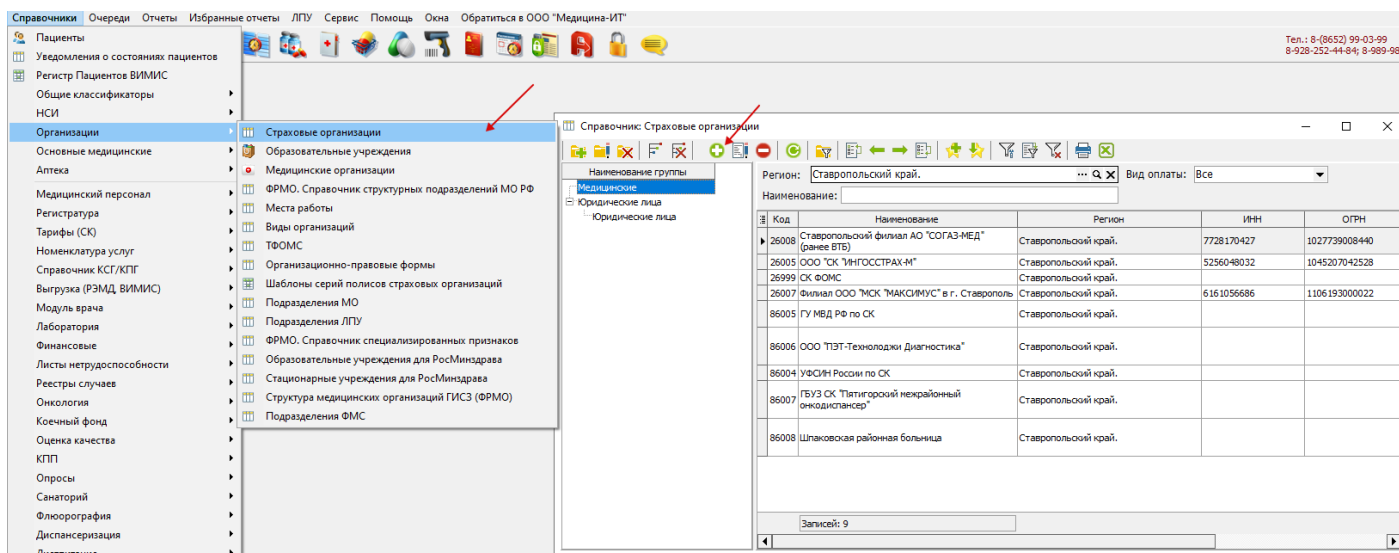 Справочники Очереди Отчеты Избранные отчеты ЛПУ Сервис Помощь Окна Обратиться в ООО "Медицина-ИТ"
Тел.: 8-(8652) 99-03-99
8-928-252-44-84; 8-989-98
Пациенты
Уведомления о состояниях пациентов
Регистр Пациентов ВИМИС
Общие классификаторы
НСИ
Организации
Основные медицинские
Аптека
Медицинский персонал
Регистратура
Тарифы (СК)
Номенклатура услуг
Справочник КСГ/КПГ
Выгрузка (РЭМД, ВИМИС)
Модуль врача
Лаборатория
Финансовые
Листы нетрудоспособности
Реестры случаев
Онкология
Коечный фонд
Оценка качества
КПП
Опросы
Санаторий
Флюорография
Диспансеризация
Страховые организации
Образовательные учреждения
Медицинские организации
ФРМО. Справочник структурных подразделений МО РФ
Места работы
Виды организаций
ТФОМС
Организационно-правовые формы
Шаблоны серий полисов страховых организаций
Подразделения МО
Подразделения ЛПУ
ФРМО. Справочник специализированных признаков
Образовательные учреждения для РосМинздрава
Стационарные учреждения для РосМинздрава
Структура медицинских организаций ГИСЗ (ФРМО)
Подразделения ФМС
Справочник: Страховые организации
Наименование группы
Медицинские
Юридические лица
Юридические лица
Регион: Ставропольский край. Вид оплаты: Все
Наименование:
Код Наименование Регион ИНН ОГРН
26008 Ставропольский филиал АО "СОГАЗ-МЕД" (ранее ВТБ) Ставропольский край. 7728170427 1027739008440
26005 ООО "СК "ИНГОССТРАХ-М" Ставропольский край. 5256048032 1045207042528
26999 СК ФОМС Ставропольский край.
26007 Филиал ООО "МСК "МАКСИМУС" в г. Ставрополь Ставропольский край. 6161056686 1106193000022
86005 ГУ МВД РФ по СК Ставропольский край.
86006 ООО "ПЭТ-Технолоджи Диагностика" Ставропольский край.
86004 УФСИН России по СК Ставропольский край.
86007 ГБУЗ СК "Пятигорский межрайонный онкодиспансер" Ставропольский край.
86008 Шпаковская районная больница Ставропольский край.
Записей: 9